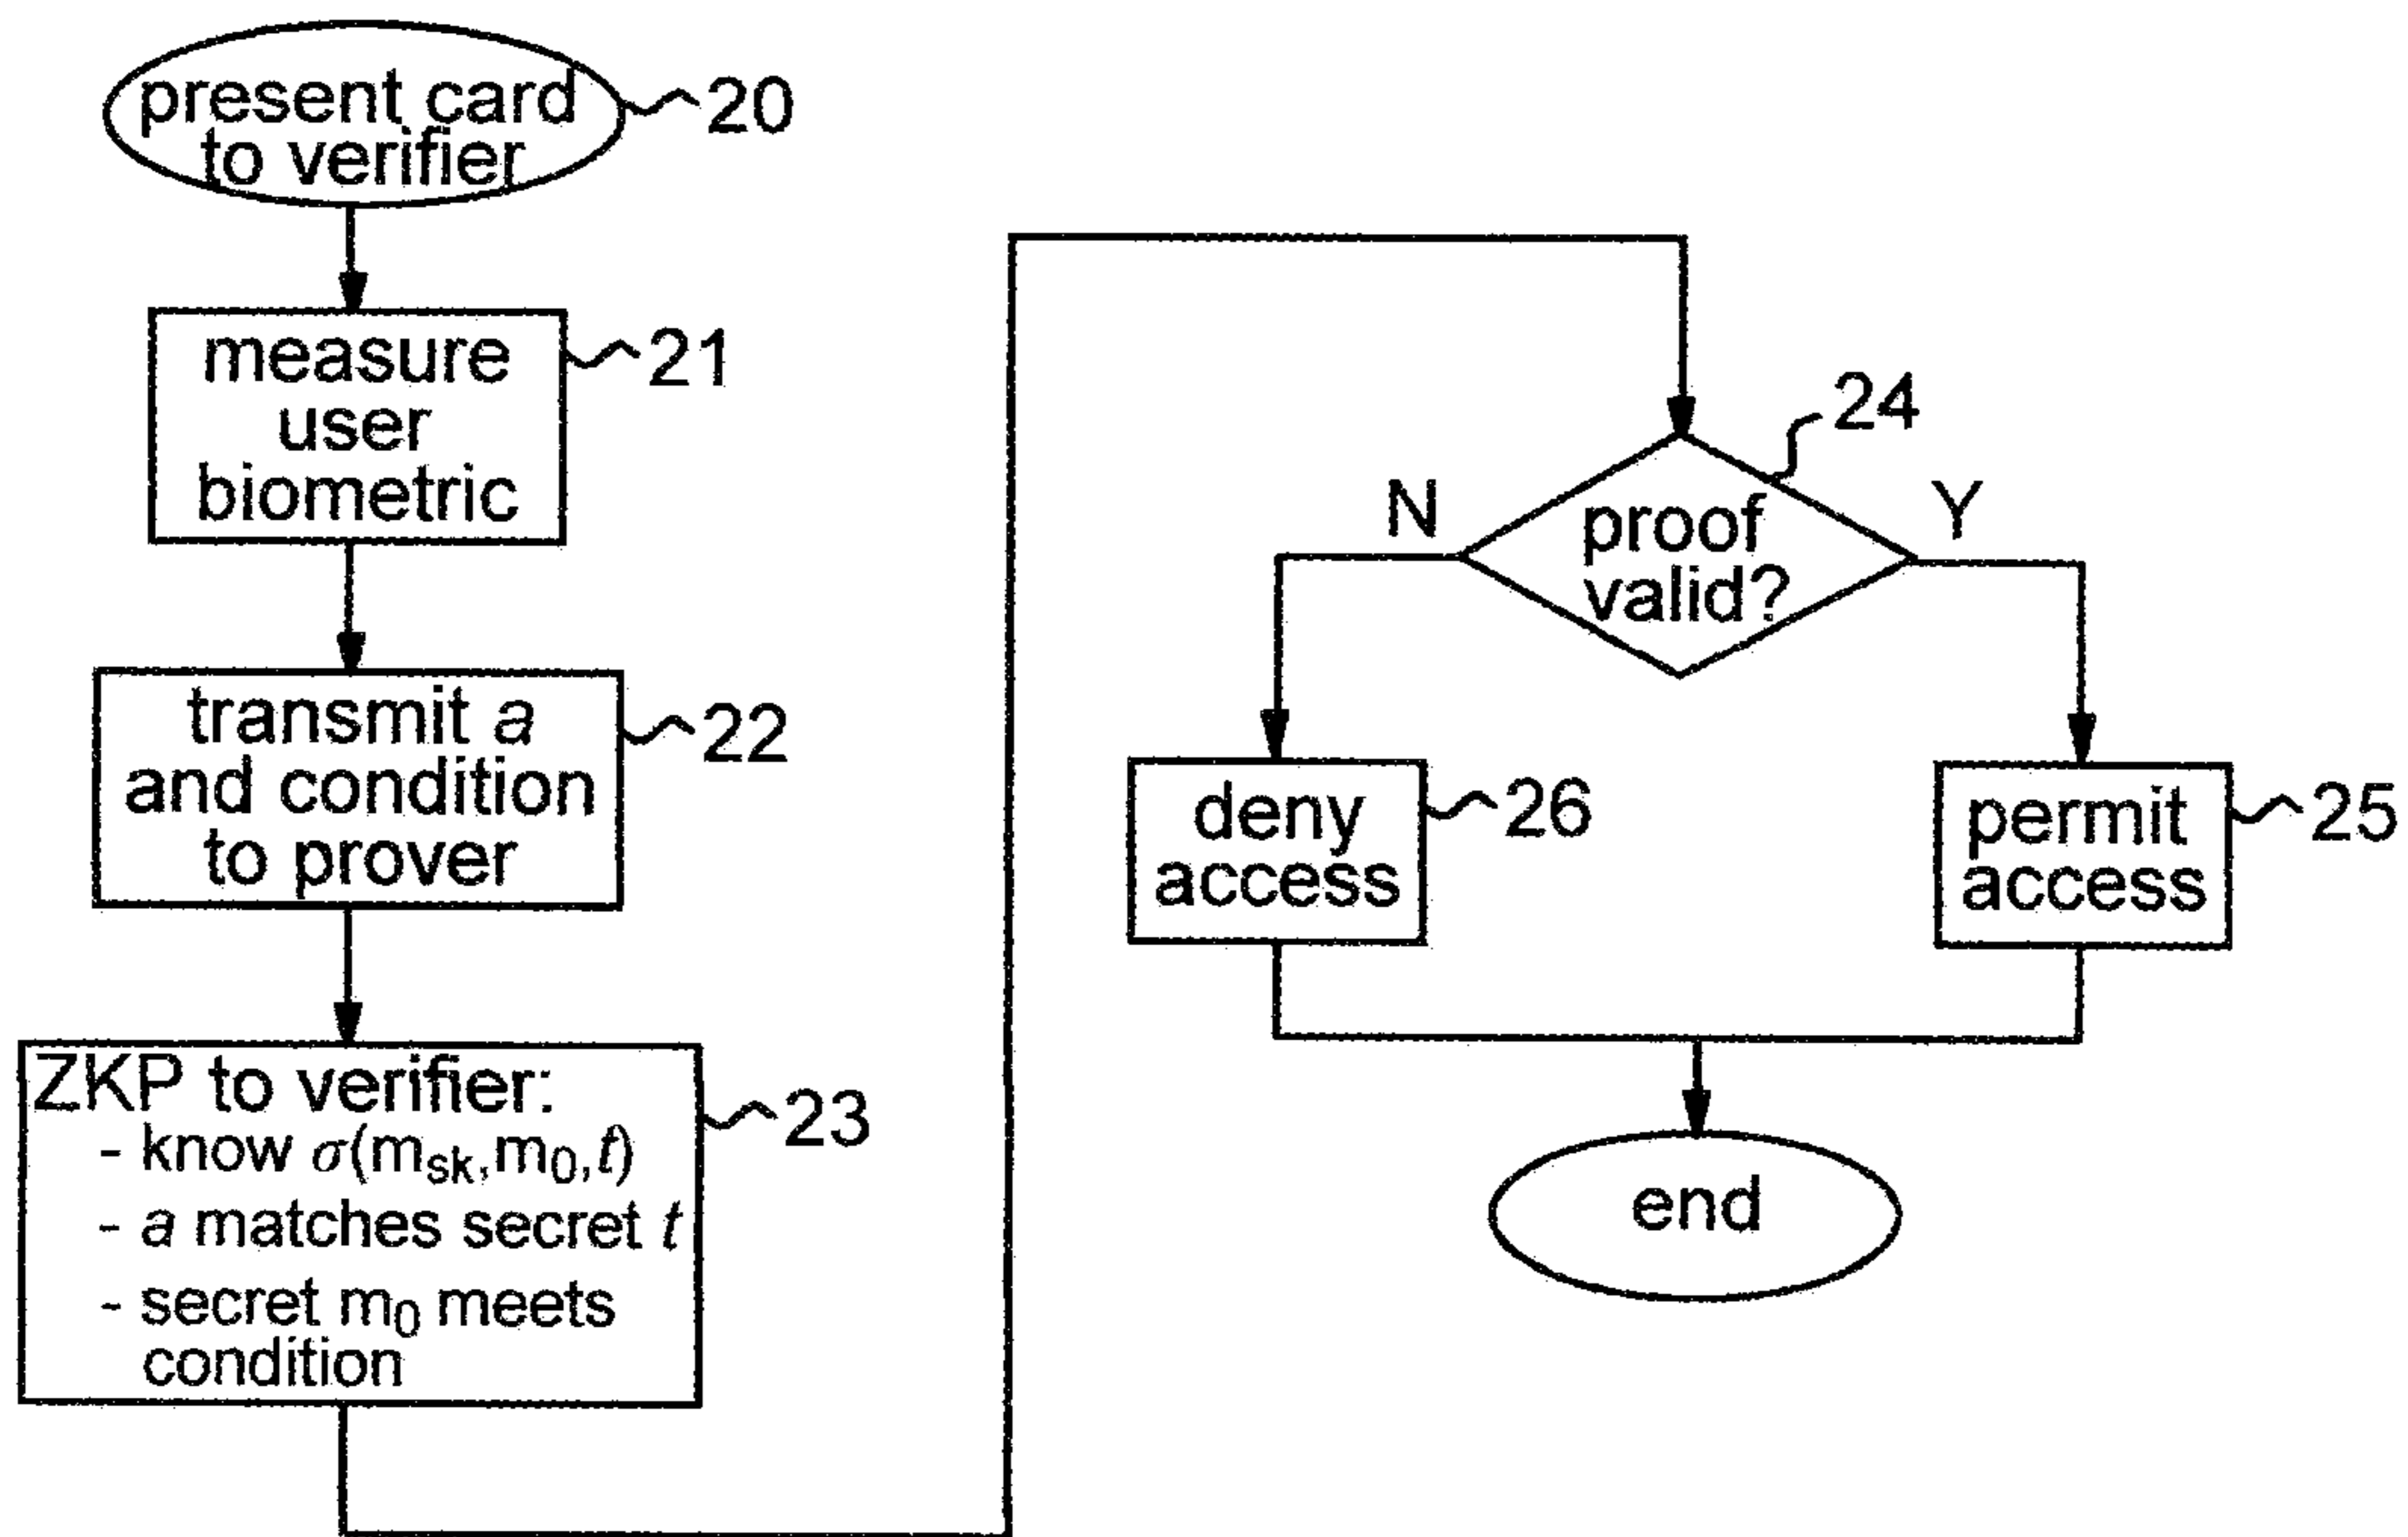 present card
to verifier
20
measure
user
biometric
21
transmit a
and condition
to prover
22
ZKP to verifier:
- know σ(m_sk,m_0,t)
- a matches secret t
- secret m_0 meets
condition
23
24
N
Y
proof
valid?
deny
access
26
permit
access
25
end